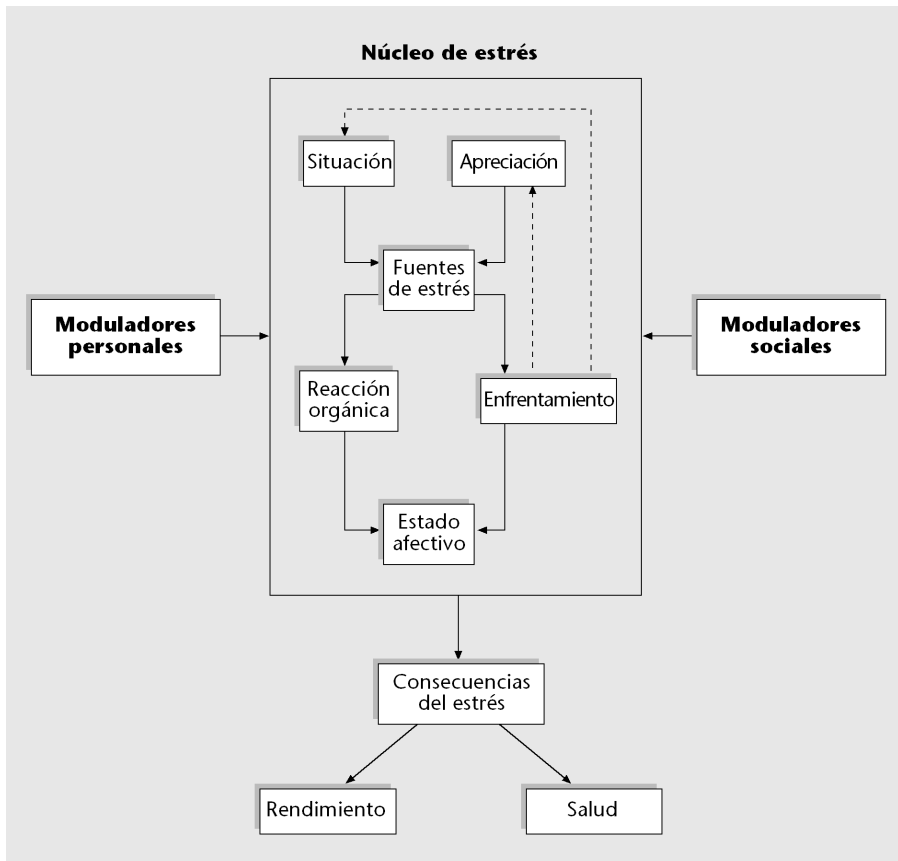 Núcleo de estrés
Situación
Apreciación
Fuentes
de estrés
Moduladores
personales
Moduladores
sociales
Reacción
orgánica
Enfrentamiento
Estado
afectivo
Consecuencias
del estrés
Rendimiento
Salud